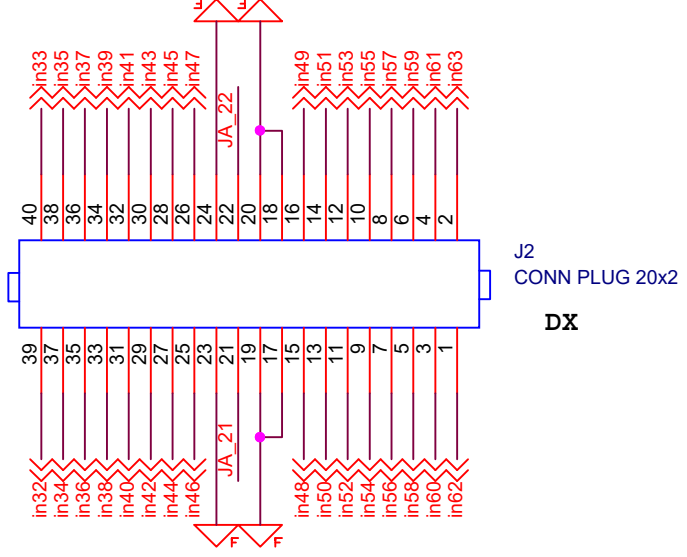 F F
in33 in35 in37 in39 in41 in43 in45 in47 JA_22 in49 in51 in53 in55 in57 in59 in61 in63
40 38 36 34 32 30 28 26 24 22 20 18 16 14 12 10 8 6 4 2
J2
CONN PLUG 20x2
DX
39 37 35 33 31 29 27 25 23 21 19 17 15 13 11 9 7 5 3 1
in32 in34 in36 in38 in40 in42 in44 in46 JA_21 in48 in50 in52 in54 in56 in58 in60 in62
F F